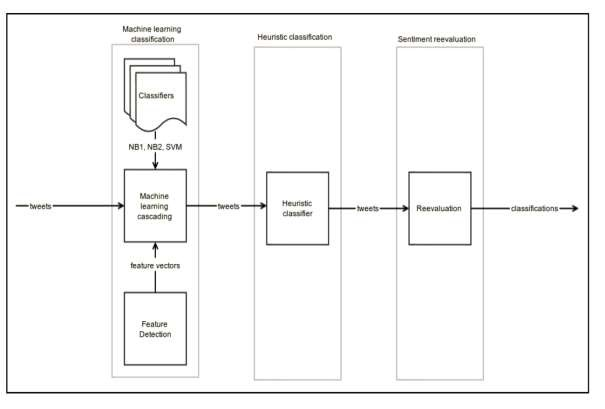 Machine learning
classification
Heuristic classification
Sentiment reevaluation
Classifiers
NB1, NB2, SVM
tweets
Machine
learning
cascading
tweets
Heuristic
classifier
tweets
Reevaluation
classifications
feature vectors
Feature
Detection